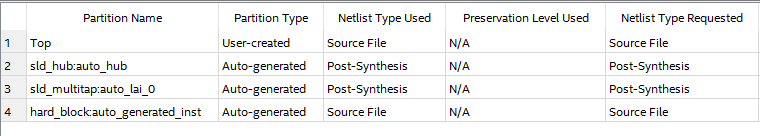 Partition Name Partition Type Netlist Type Used Preservation Level Used Netlist Type Requested
1 Top User-created Source File N/A Source File
2 sld_hub:auto_hub Auto-generated Post-Synthesis N/A Post-Synthesis
3 sld_multitap:auto_lai_0 Auto-generated Post-Synthesis N/A Post-Synthesis
4 hard_block:auto_generated_inst Auto-generated Source File N/A Source File